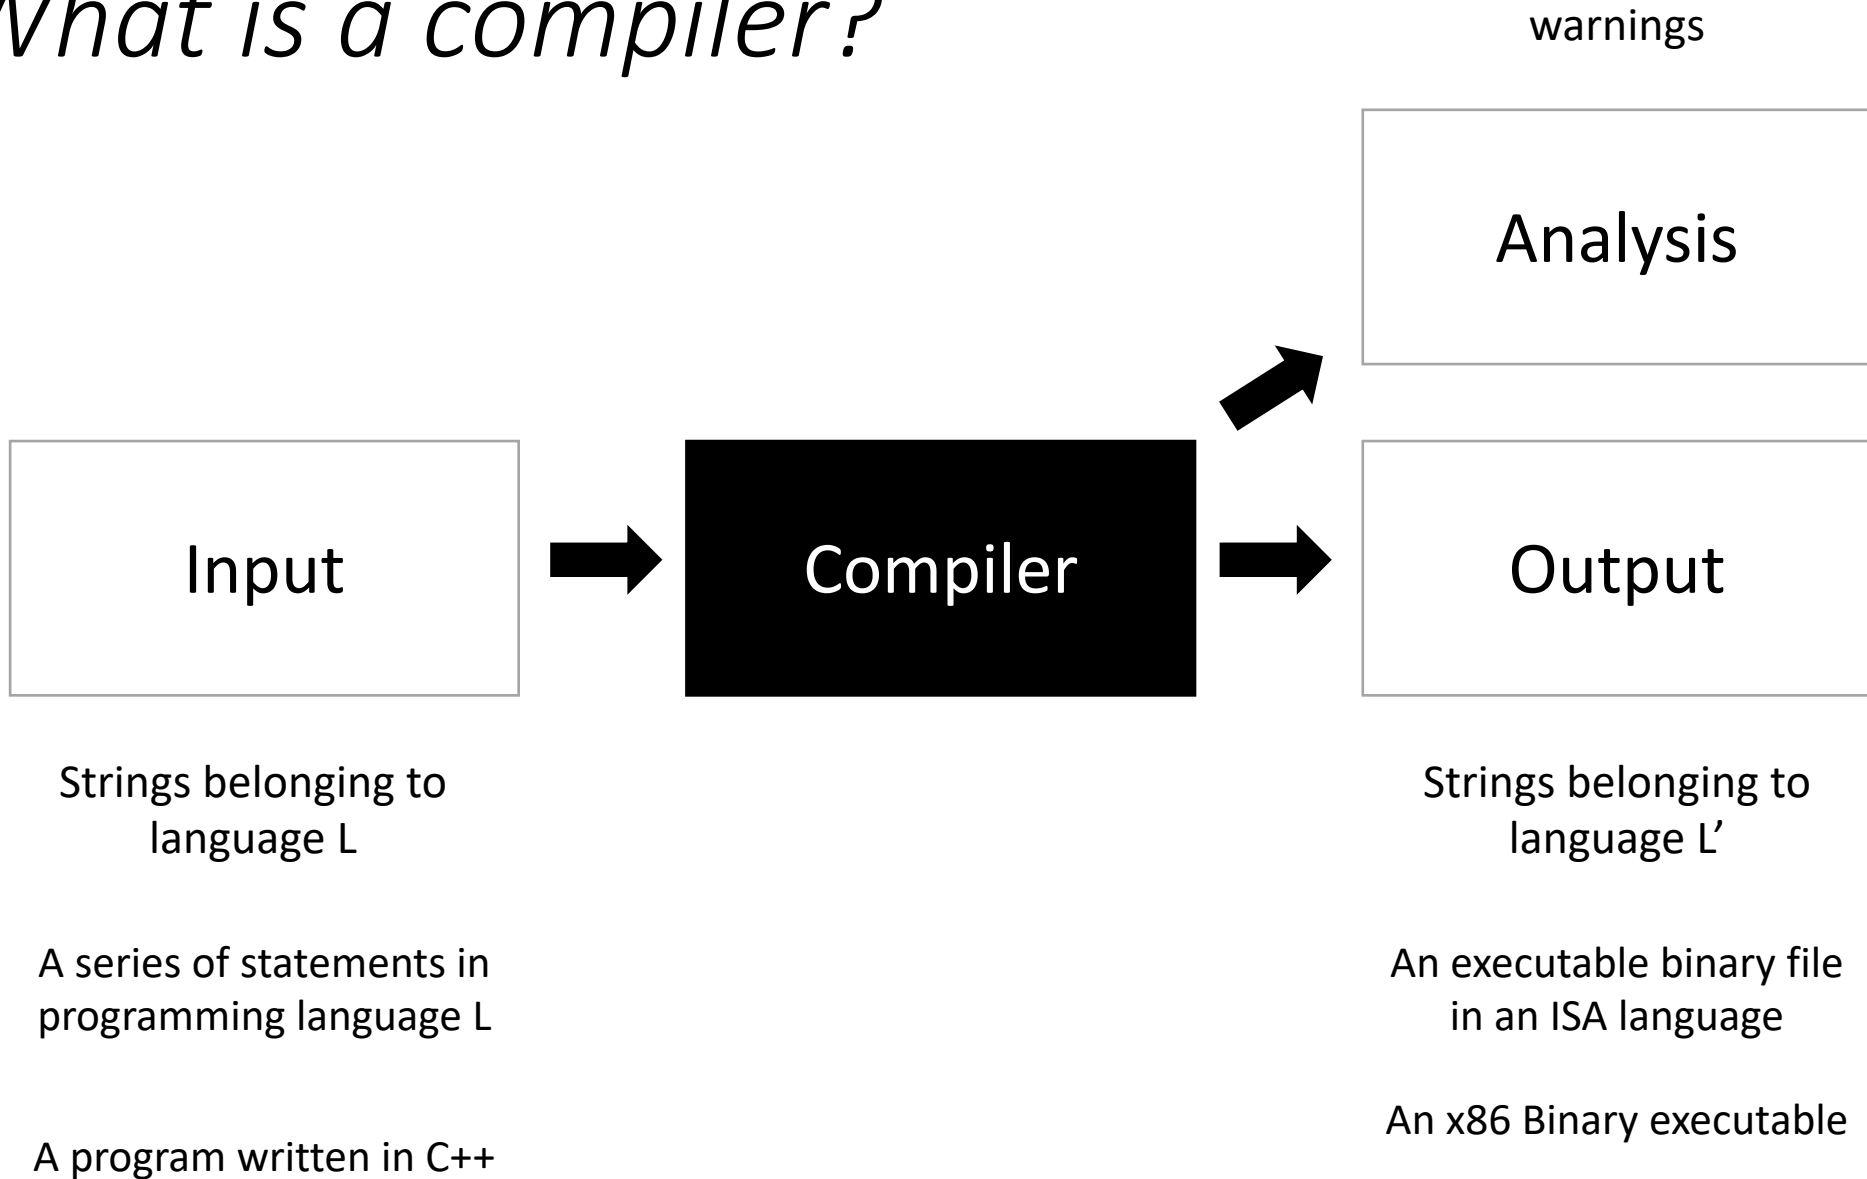 What is a compiler?
warnings
Analysis
Input
Compiler
Output
Strings belonging to
language L
Strings belonging to
language L’
A series of statements in
programming language L
An executable binary file
in an ISA language
A program written in C++
An x86 Binary executable